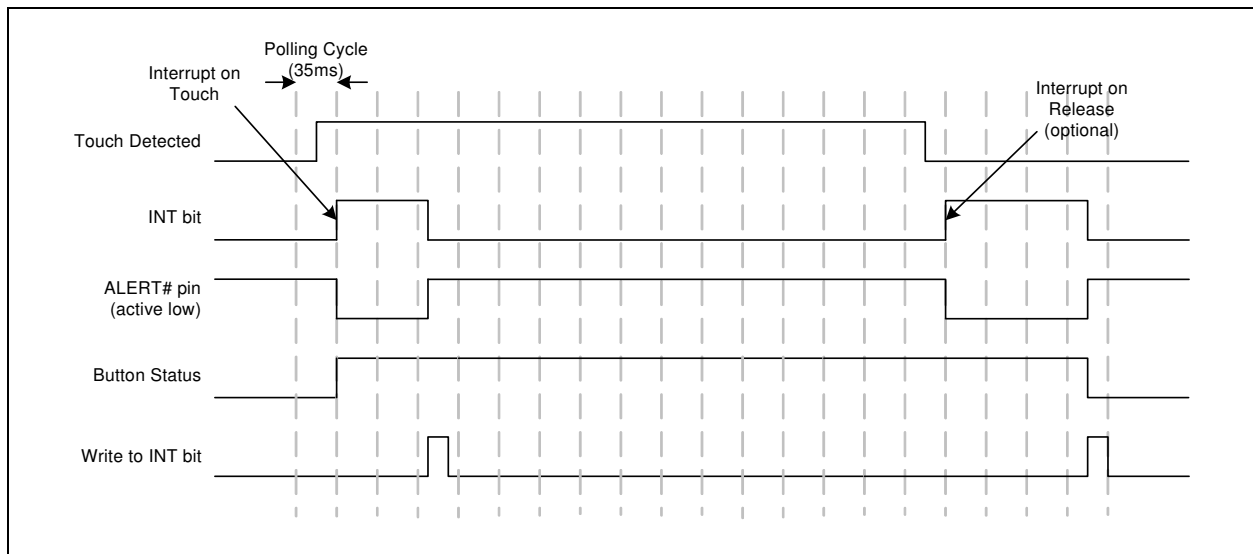 Polling Cycle
(35ms)
Interrupt on
Touch
Interrupt on
Release
(optional)
Touch Detected
INT bit
ALERT# pin
(active low)
Button Status
Write to INT bit